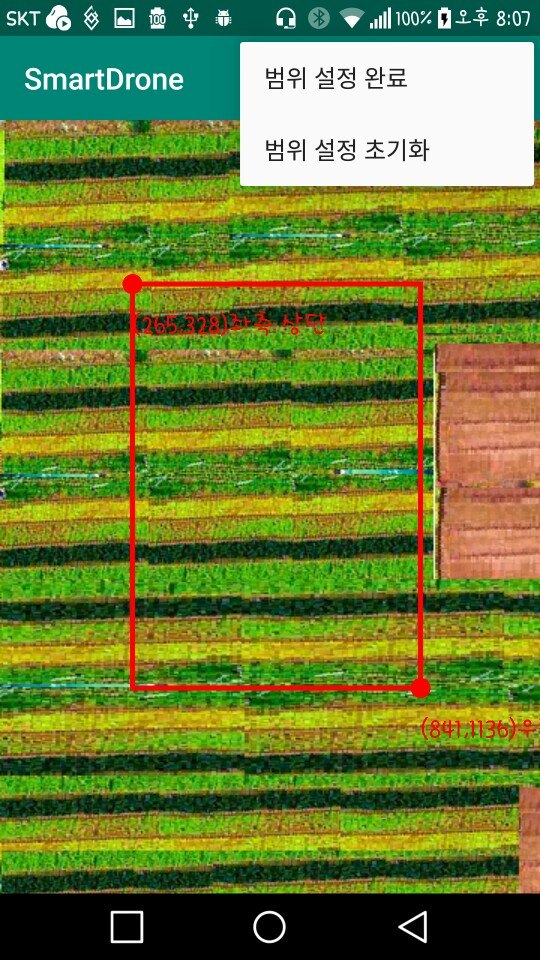 SKT 100 100% 오후 8:07
SmartDrone
범위 설정 완료
범위 설정 초기화
(265,328)좌측 상단
(841,1136)우